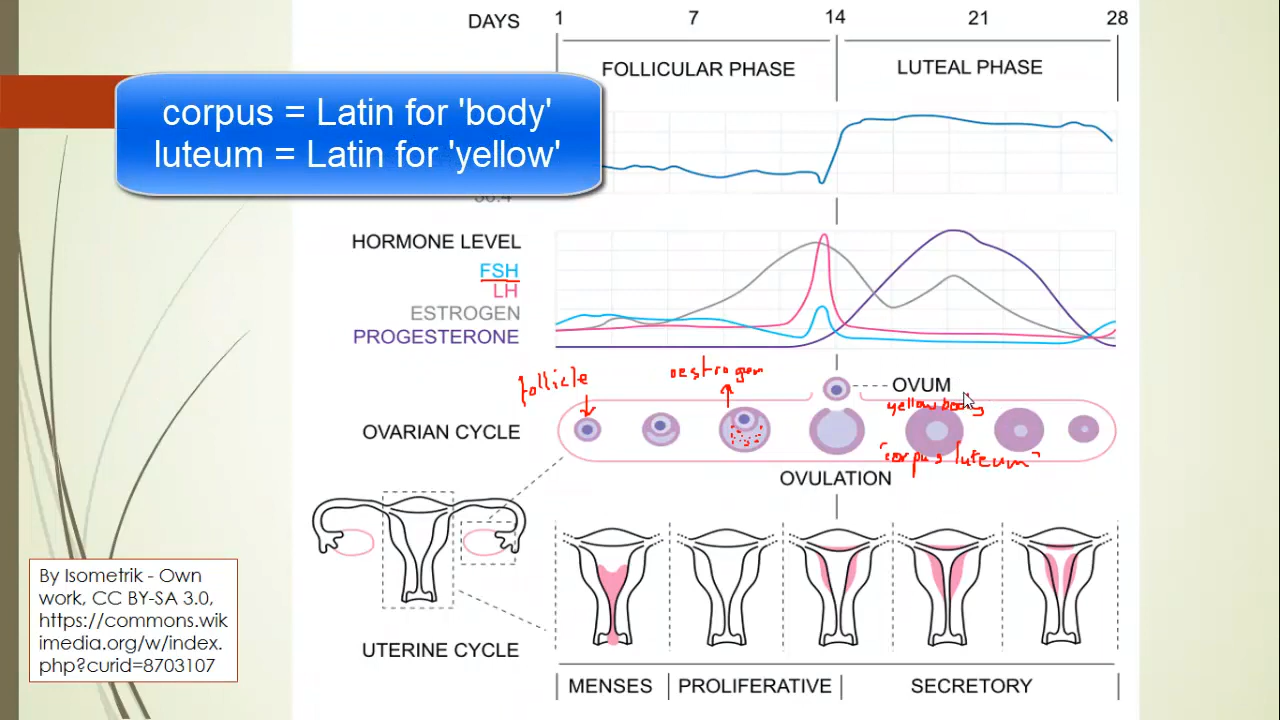 DAYS 1 7 14 21 28
FOLLICULAR PHASE LUTEAL PHASE
corpus = Latin for 'body'
luteum = Latin for 'yellow'
HORMONE LEVEL
FSH
LH
ESTROGEN
PROGESTERONE
follicle
oestrogen
OVUM
yellow body
OVARIAN CYCLE
"corpus luteum"
OVULATION
By Isometrik - Own
work, CC BY-SA 3.0,
https://commons.wik
imedia.org/w/index.
php?curid=8703107
UTERINE CYCLE
MENSES PROLIFERATIVE SECRETORY